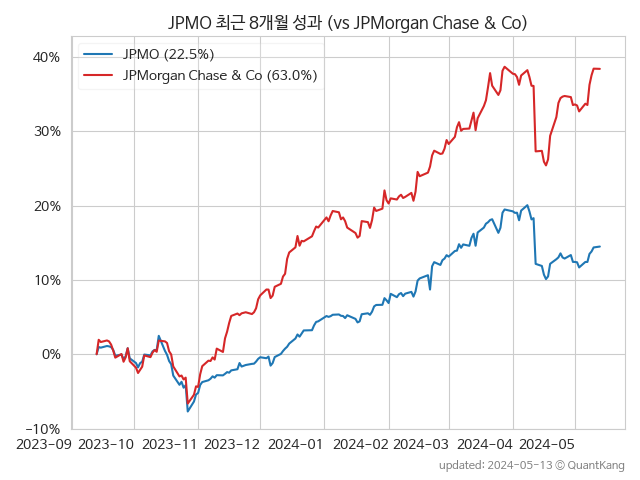 JPMO 최근 8개월 성과 (vs JPMorgan Chase & Co)
JPMO (22.5%)
JPMorgan Chase & Co (63.0%)
40%
30%
20%
10%
0%
−10%
2023-09 2023-10 2023-11 2023-12 2024-01 2024-02 2024-03 2024-04 2024-05
updated: 2024-05-13 ⓒ QuantKang